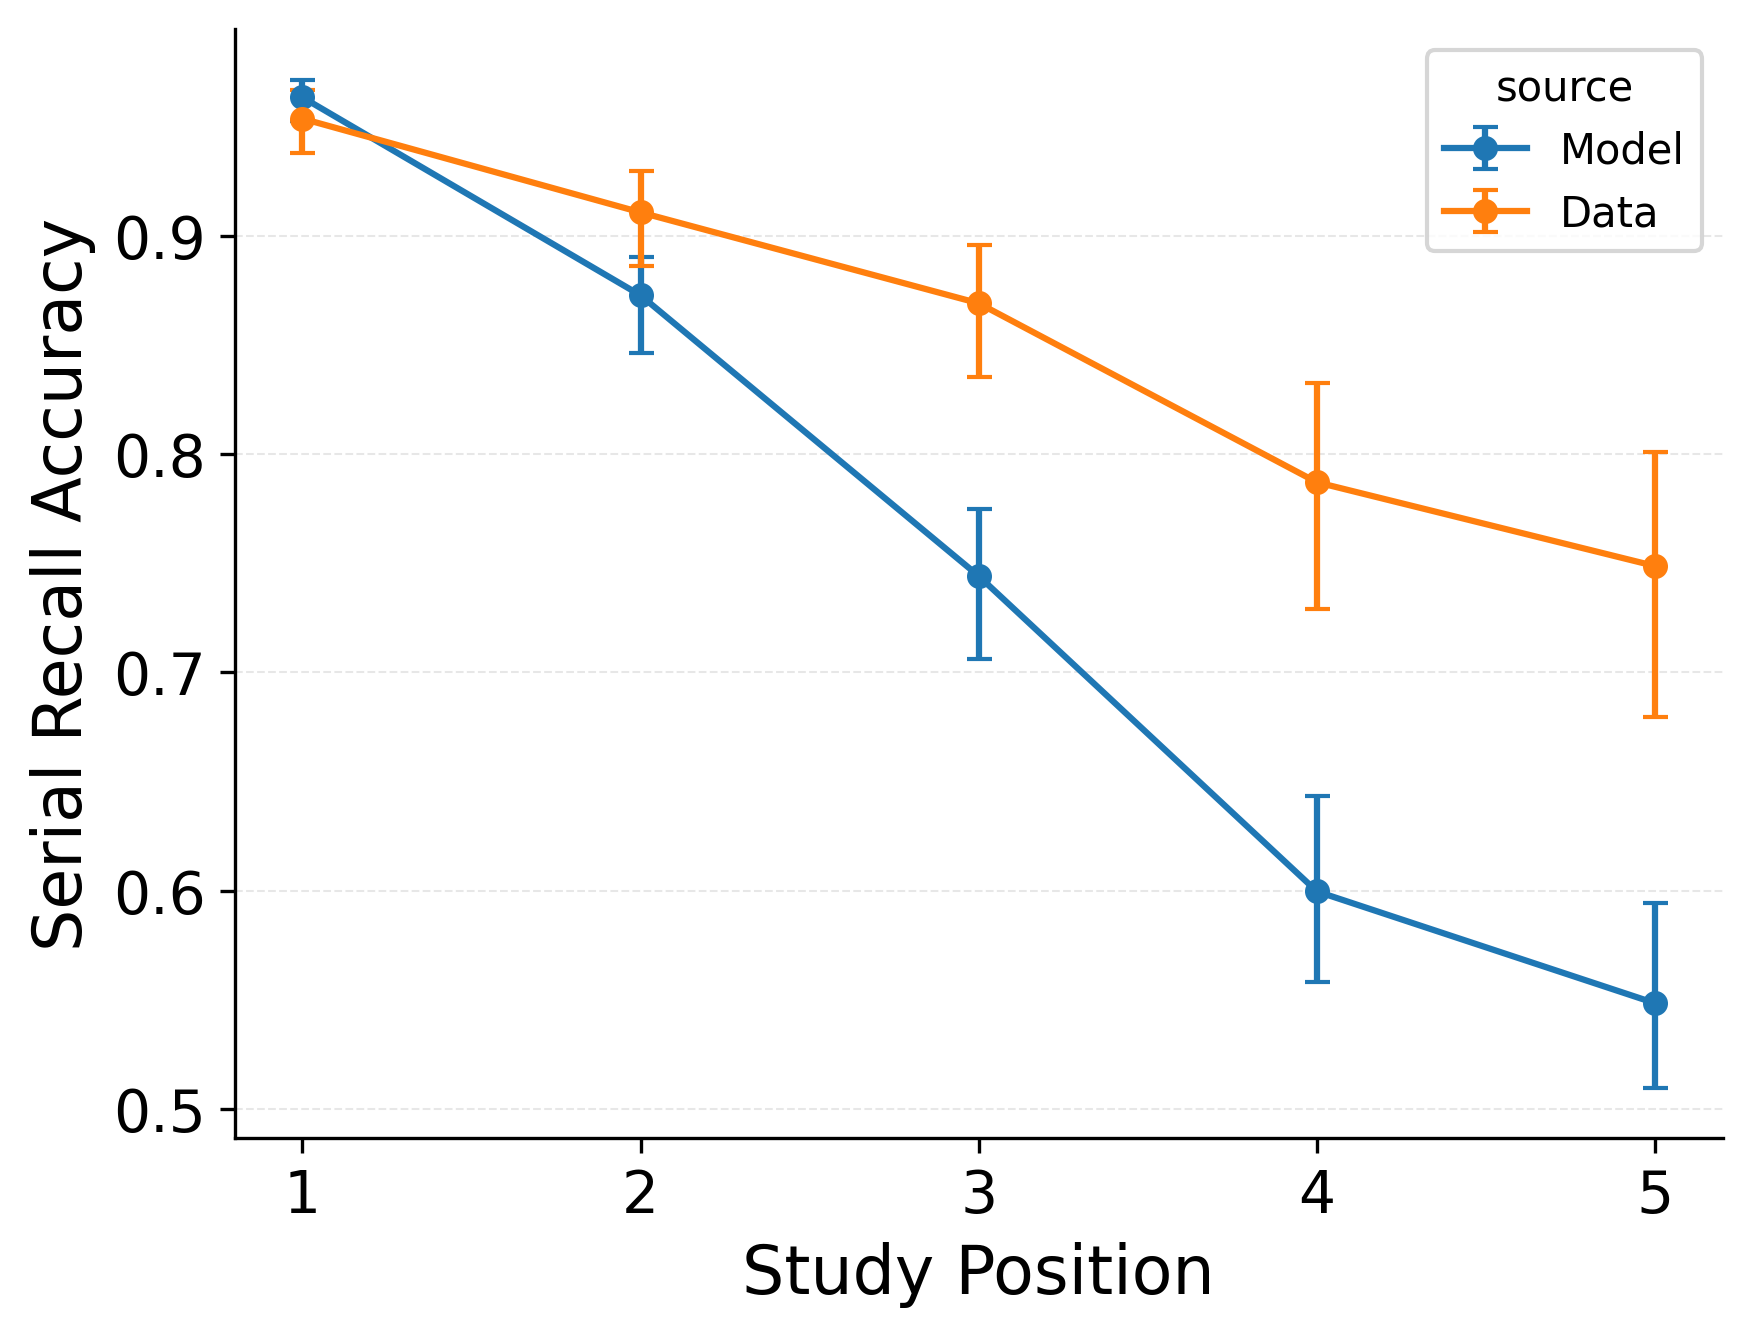 source
Model
Data
0.9
0.8
0.7
0.6
0.5
Serial Recall Accuracy
1 2 3 4 5
Study Position